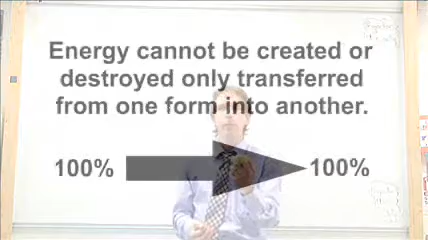 Energy cannot be created or
destroyed only transferred
from one form into another.
100% 100%